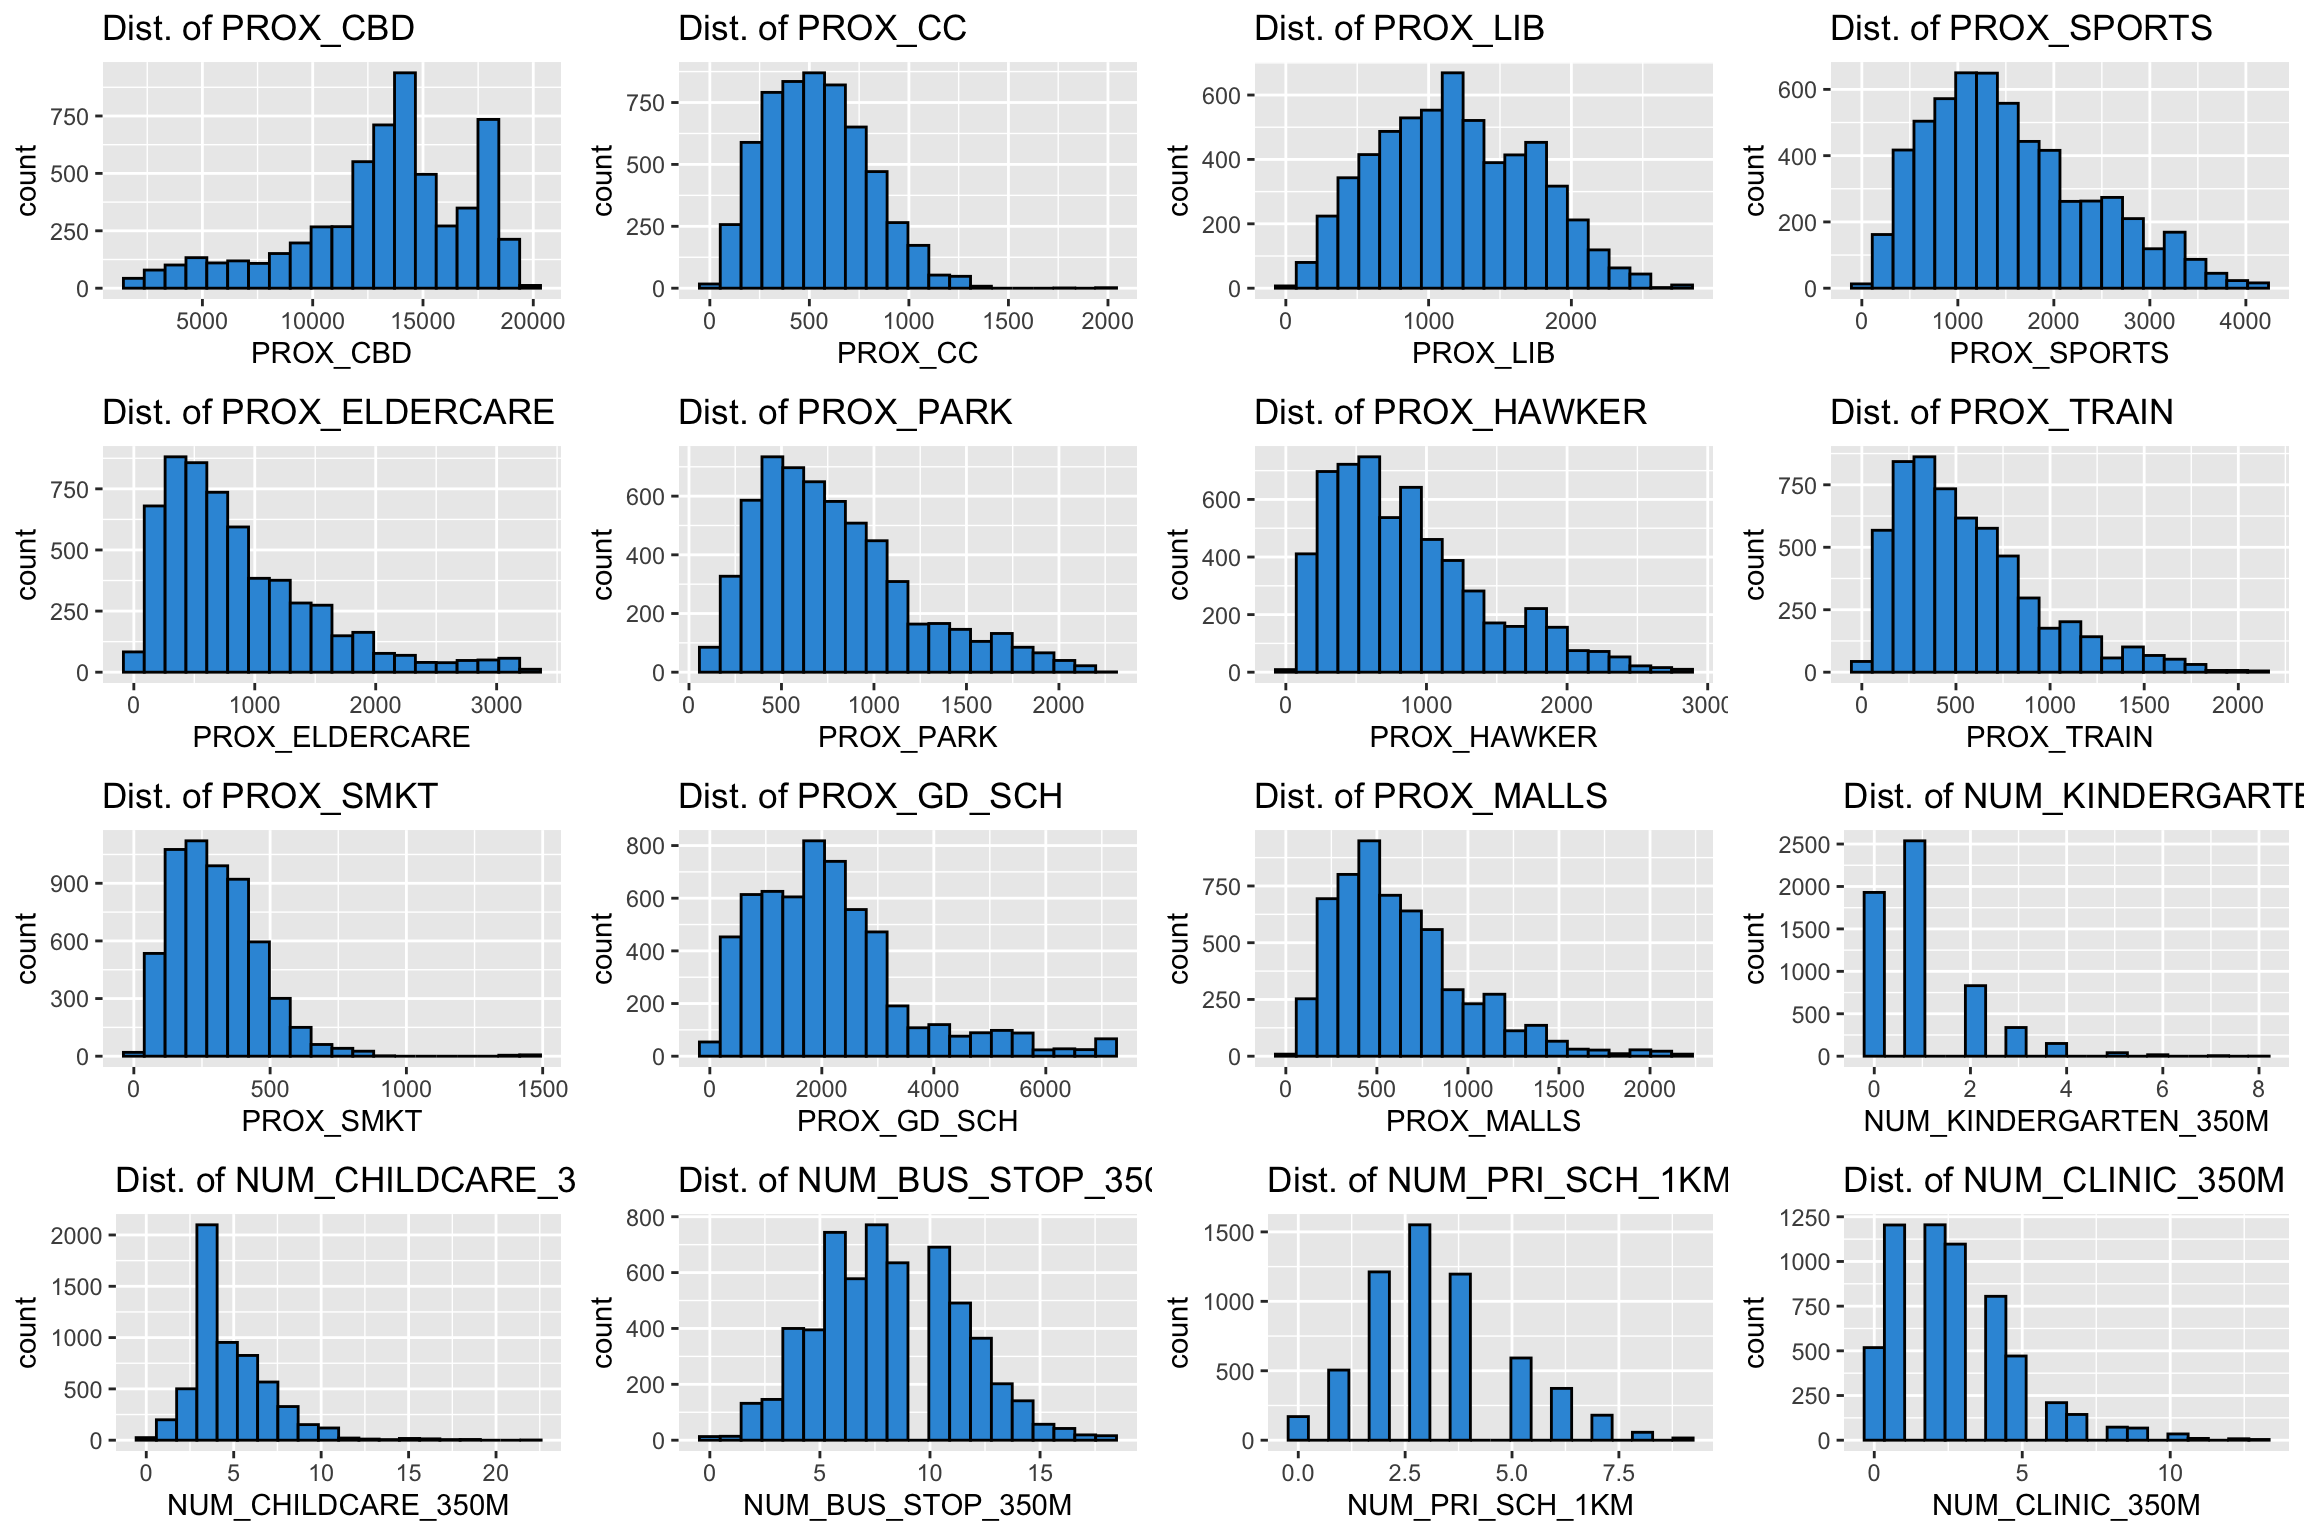 Dist. of PROX_CBD
count
750
500
250
0
5000 10000 15000 20000
PROX_CBD
Dist. of PROX_CC
count
750
500
250
0
0 500 1000 1500 2000
PROX_CC
Dist. of PROX_LIB
count
600
400
200
0
0 1000 2000
PROX_LIB
Dist. of PROX_SPORTS
count
600
400
200
0
0 1000 2000 3000 4000
PROX_SPORTS
Dist. of PROX_ELDERCARE
count
750
500
250
0
0 1000 2000 3000
PROX_ELDERCARE
Dist. of PROX_PARK
count
600
400
200
0
0 500 1000 1500 2000
PROX_PARK
Dist. of PROX_HAWKER
count
600
400
200
0
0 1000 2000 3000
PROX_HAWKER
Dist. of PROX_TRAIN
count
750
500
250
0
0 500 1000 1500 2000
PROX_TRAIN
Dist. of PROX_SMKT
count
900
600
300
0
0 500 1000 1500
PROX_SMKT
Dist. of PROX_GD_SCH
count
800
600
400
200
0
0 2000 4000 6000
PROX_GD_SCH
Dist. of PROX_MALLS
count
750
500
250
0
0 500 1000 1500 2000
PROX_MALLS
Dist. of NUM_KINDERGARTE
count
2500
2000
1500
1000
500
0
0 2 4 6 8
NUM_KINDERGARTEN_350M
Dist. of NUM_CHILDCARE_3
count
2000
1500
1000
500
0
0 5 10 15 20
NUM_CHILDCARE_350M
Dist. of NUM_BUS_STOP_350
count
800
600
400
200
0
0 5 10 15
NUM_BUS_STOP_350M
Dist. of NUM_PRI_SCH_1KM
count
1500
1000
500
0
0.0 2.5 5.0 7.5
NUM_PRI_SCH_1KM
Dist. of NUM_CLINIC_350M
count
1250
1000
750
500
250
0
0 5 10
NUM_CLINIC_350M